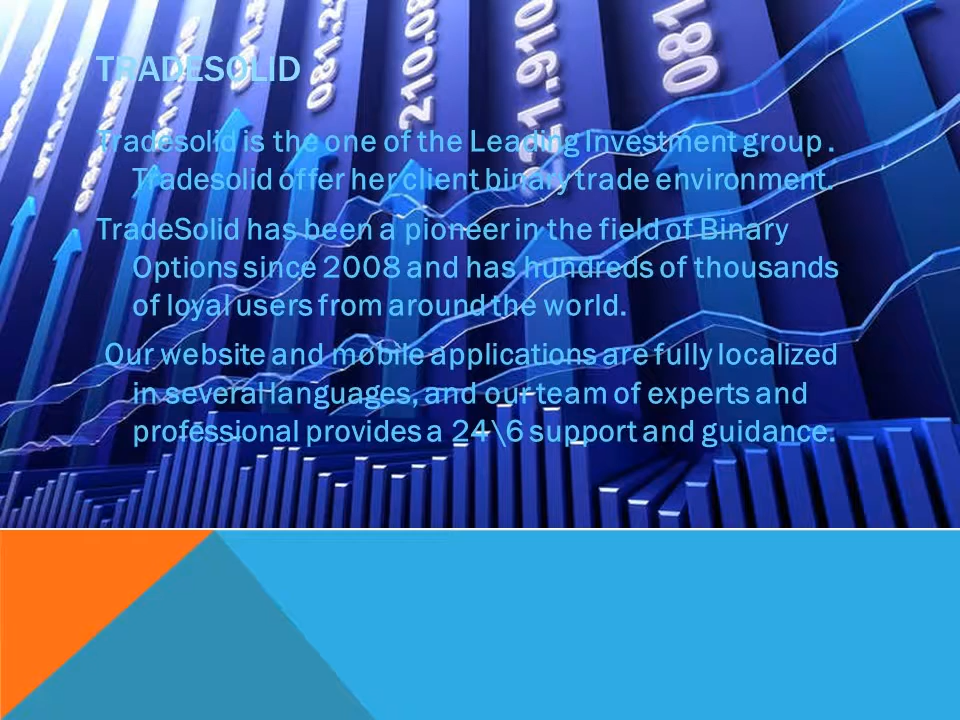 TRADESOLID
Tradesolid is the one of the Leading Investment group .
Tradesolid offer her client binary trade environment.
TradeSolid has been a pioneer in the field of Binary
Options since 2008 and has hundreds of thousands
of loyal users from around the world.
Our website and mobile applications are fully localized
in several languages, and our team of experts and
professional provides a 24\6 support and guidance.
081